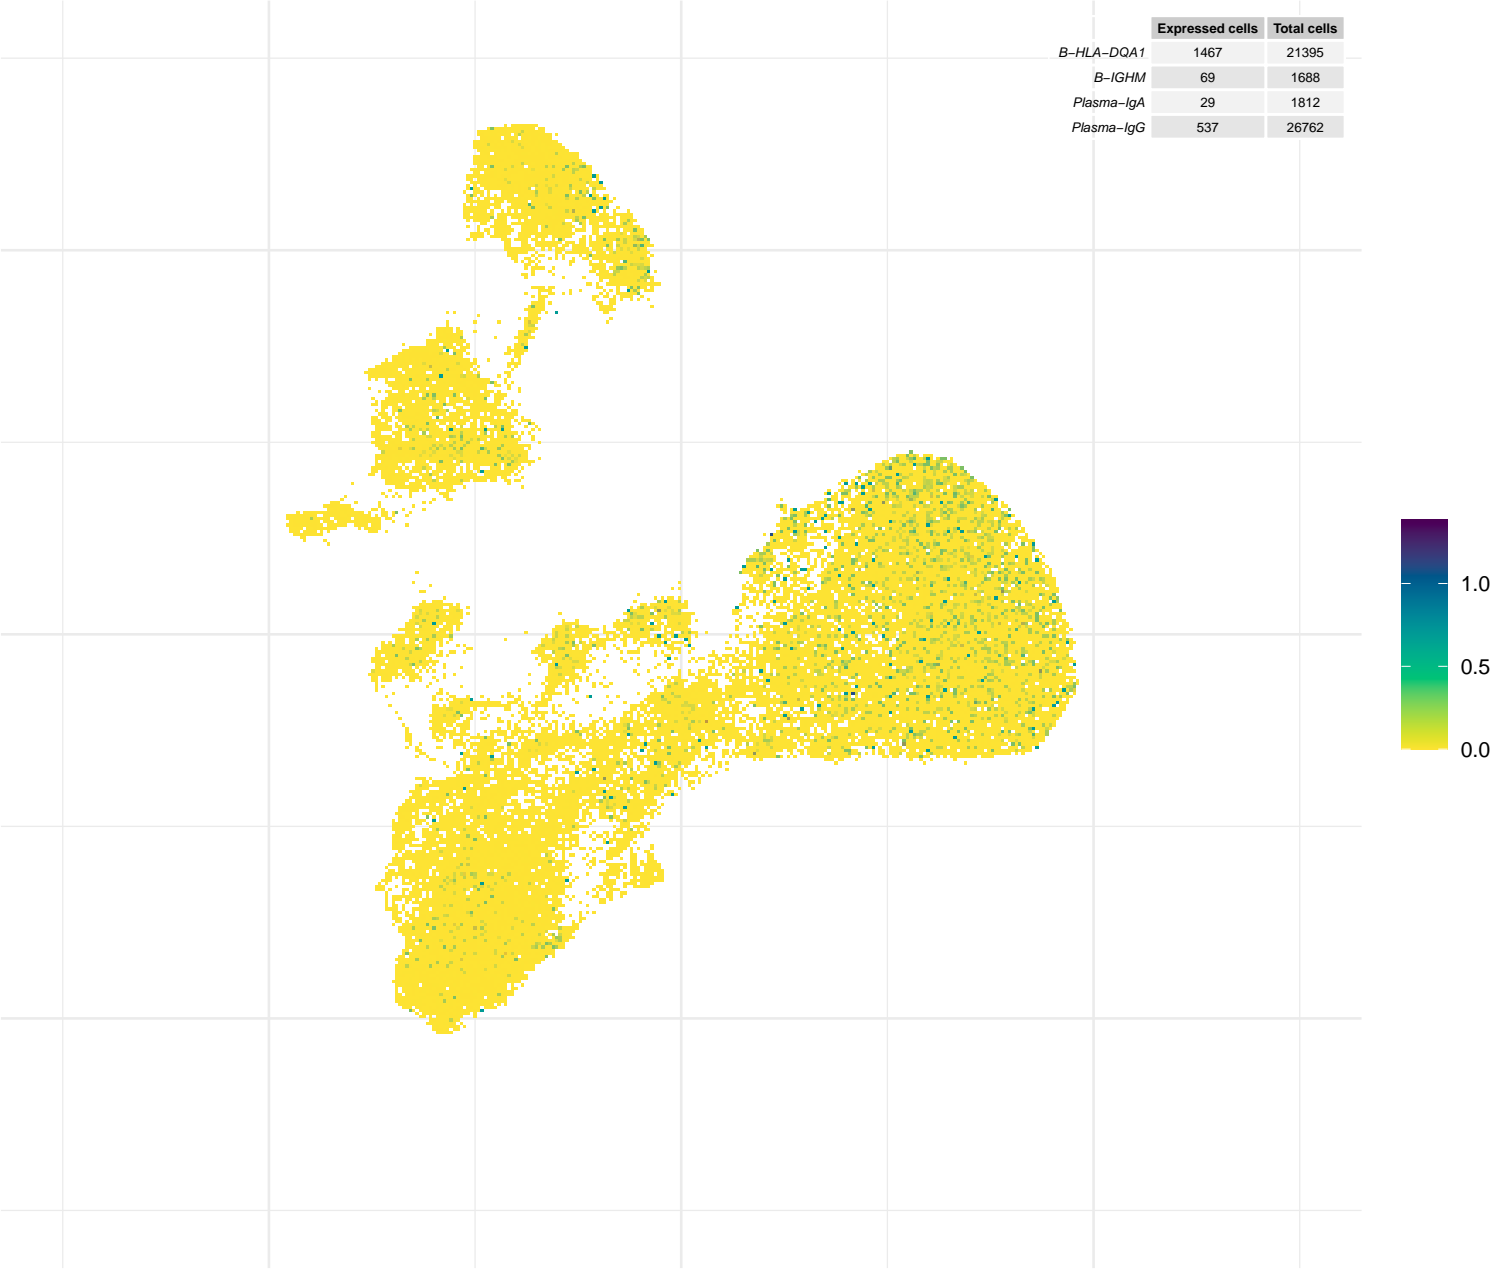 Expressed cells Total cells
B−HLA−DQA1 1467 21395
B−IGHM 69 1688
Plasma−IgA 29 1812
Plasma−IgG 537 26762
1.0
0.5
0.0